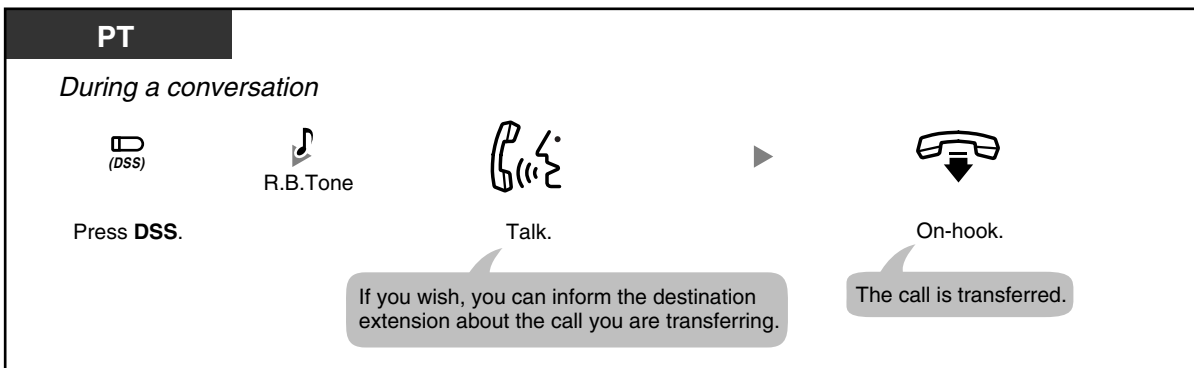 PT
During a conversation
(DSS)
R.B.Tone
Press DSS.
Talk.
On-hook.
If you wish, you can inform the destination
extension about the call you are transferring.
The call is transferred.